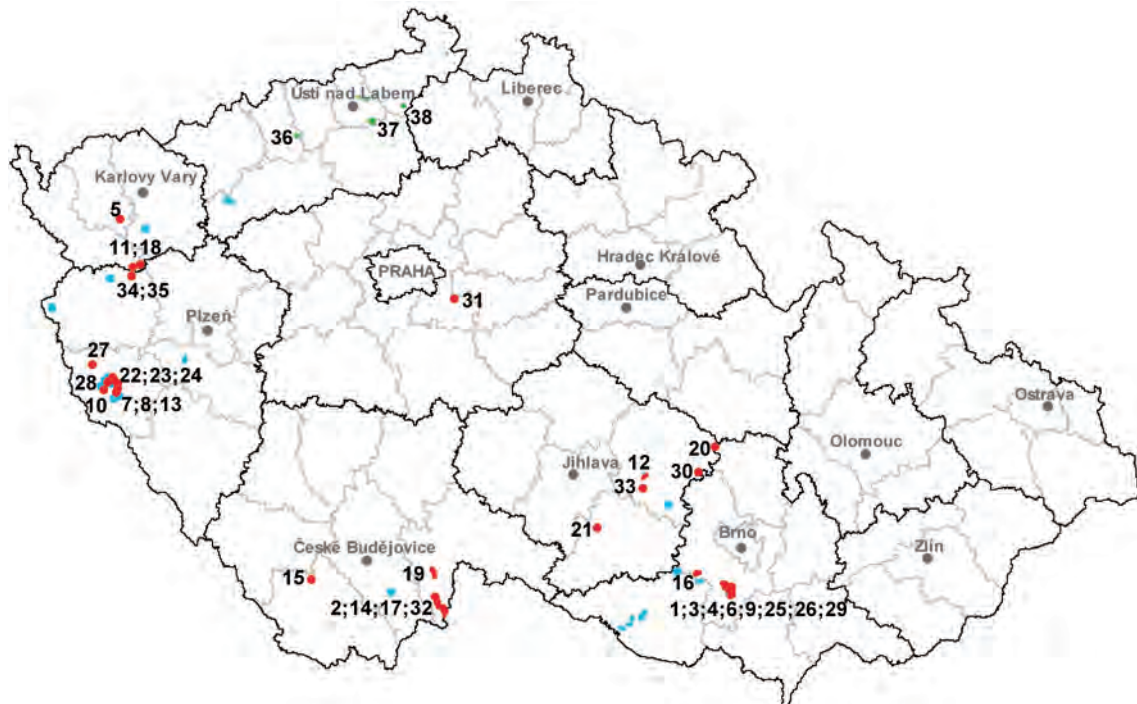 Liberec
Ústí nad Labem
38
37
36
Karlovy Vary
5
11;18
Hradec Králové
PRAHA
34;35
31
Pardubice
Plzeň
27
22;23;24
28
10
7;8;13
Ostrava
Olomouc
20
Jihlava
12
30
33
21
Brno
Zlín
České Budějovice
19
15
16
2;14;17;32
1;3;4;6;9;25;26;29